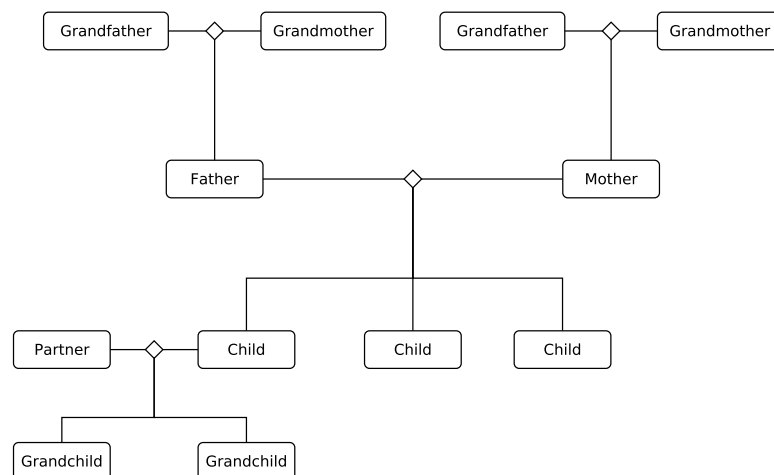 Grandfather
Grandmother
Grandfather
Grandmother
Father
Mother
Partner
Child
Child
Child
Grandchild
Grandchild